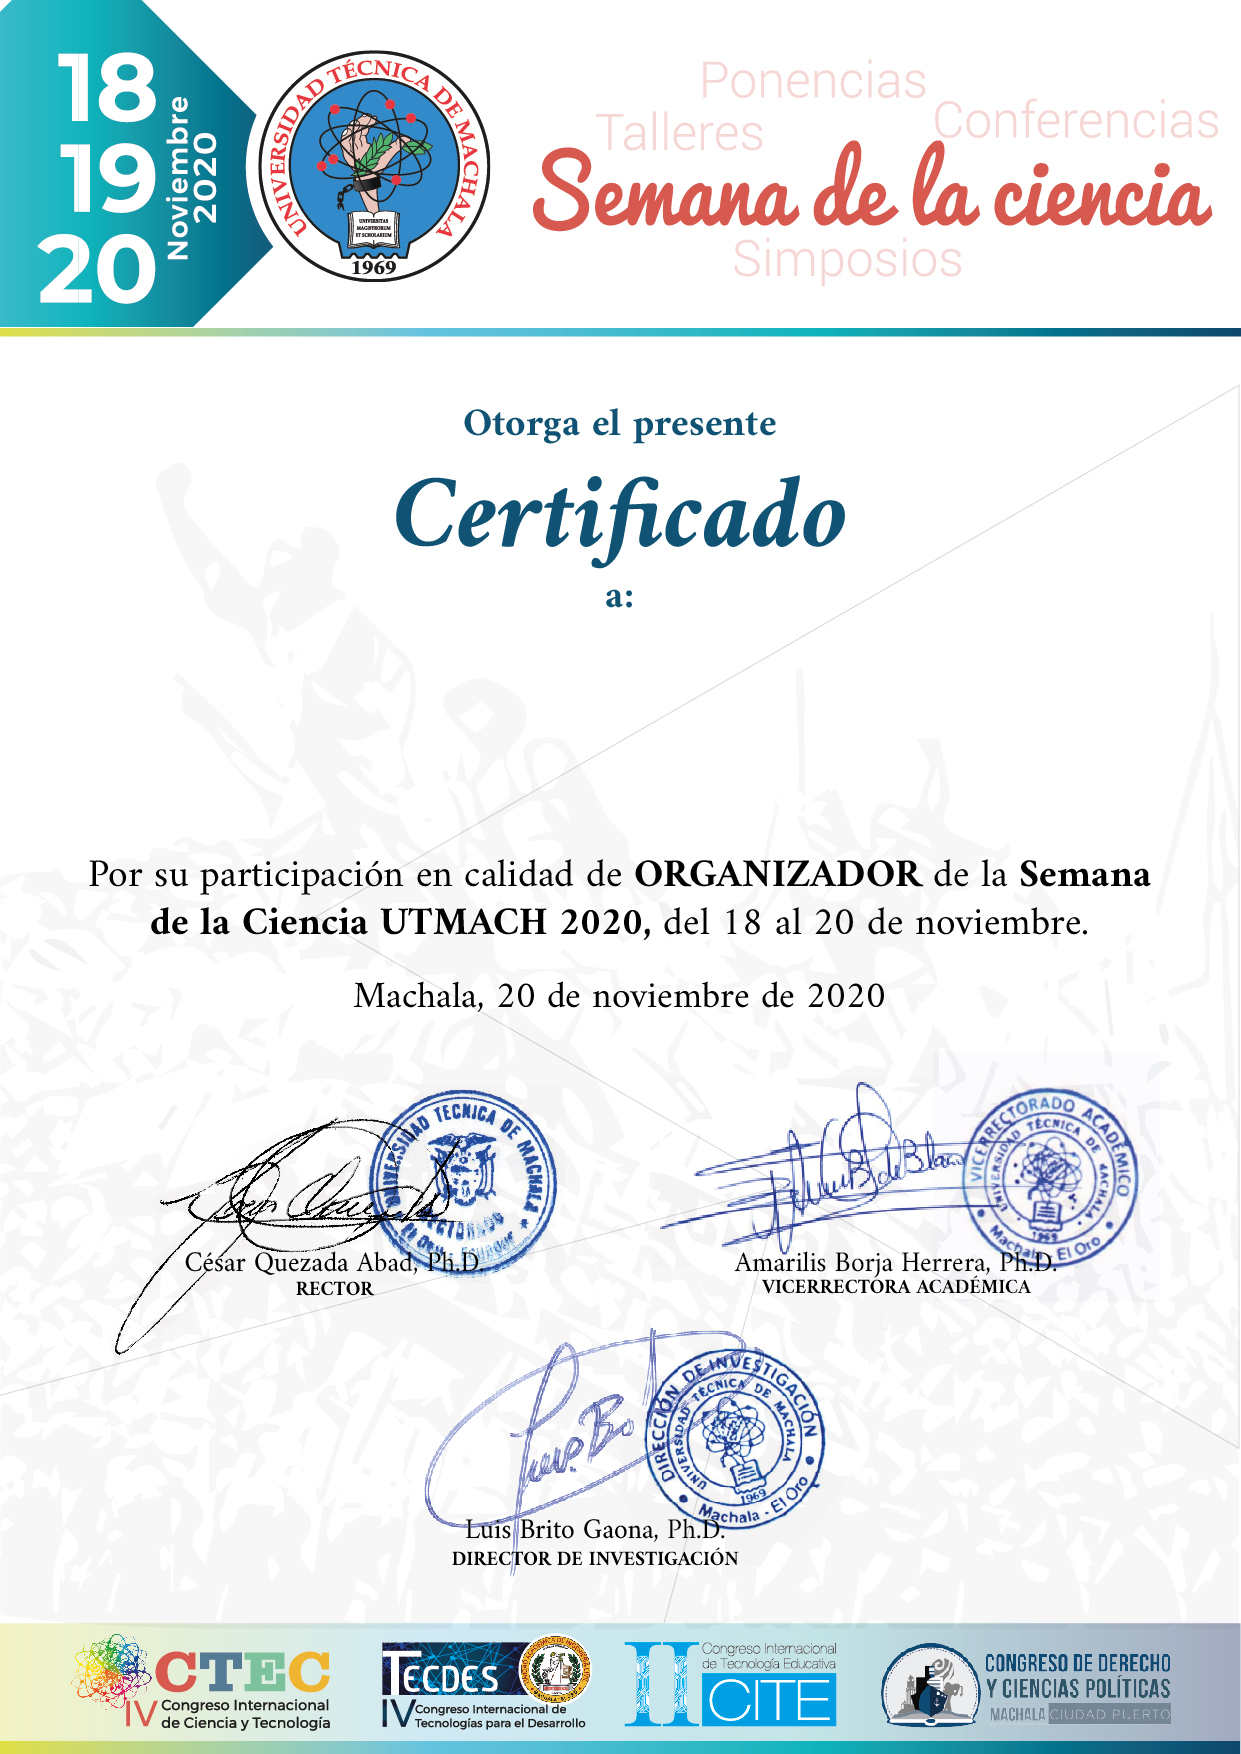 18
19
20
Noviembre
2020
UNIVERSIDAD TÉCNICA DE MACHALA
UNIVERSITAS
MAGISTRORUM
ET SCHOLARIUM
1969
Ponencias
Talleres
Conferencias
Semana de la ciencia
Simposios
Otorga el presente
Certificado
a:
Por su participación en calidad de ORGANIZADOR de la Semana
de la Ciencia UTMACH 2020, del 18 al 20 de noviembre.
Machala, 20 de noviembre de 2020
UNIVERSIDAD TECNICA DE MACHALA
RECTORADO
VICERRECTORADO ACADÉMICO
UNIVERSIDAD TÉCNICA DE MACHALA
1969
Machala - El Oro
César Quezada Abad, Ph.D.
RECTOR
Amarilis Borja Herrera, Ph.D.
VICERRECTORA ACADÉMICA
DIRECCIÓN DE INVESTIGACIÓN
UNIVERSIDAD TÉCNICA DE MACHALA
1969
Machala - El Oro
Luis Brito Gaona, Ph.D.
DIRECTOR DE INVESTIGACIÓN
CTEC
IV Congreso Internacional
de Ciencia y Tecnología
TECDES
IV Congreso Internacional de
Tecnologías para el Desarrollo
II Congreso Internacional
de Tecnología Educativa
CITE
CONGRESO DE DERECHO
Y CIENCIAS POLÍTICAS
MACHALA CIUDAD PUERTO